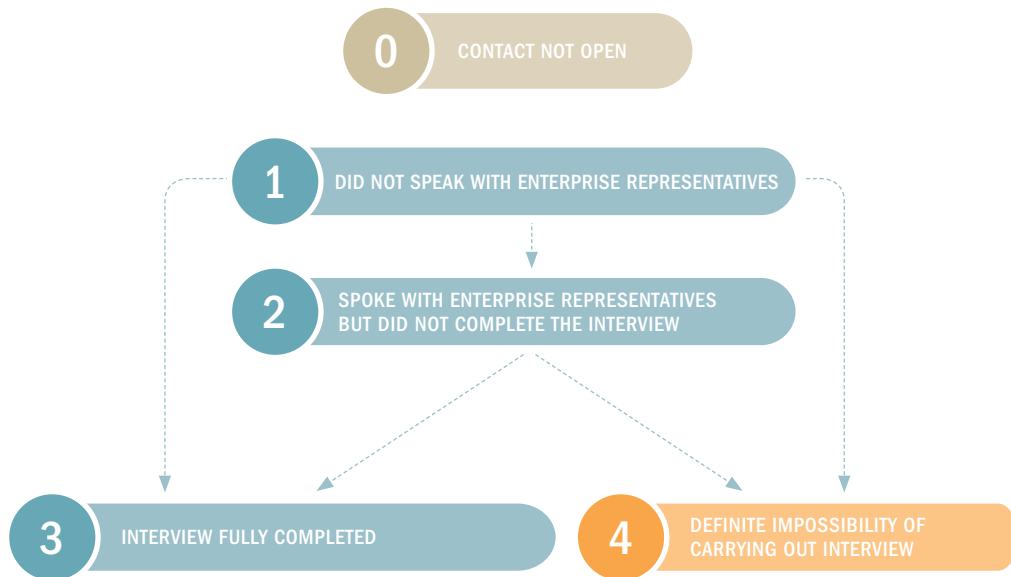 0
CONTACT NOT OPEN
1
DID NOT SPEAK WITH ENTERPRISE REPRESENTATIVES
2
SPOKE WITH ENTERPRISE REPRESENTATIVES
BUT DID NOT COMPLETE THE INTERVIEW
3
INTERVIEW FULLY COMPLETED
4
DEFINITE IMPOSSIBILITY OF
CARRYING OUT INTERVIEW